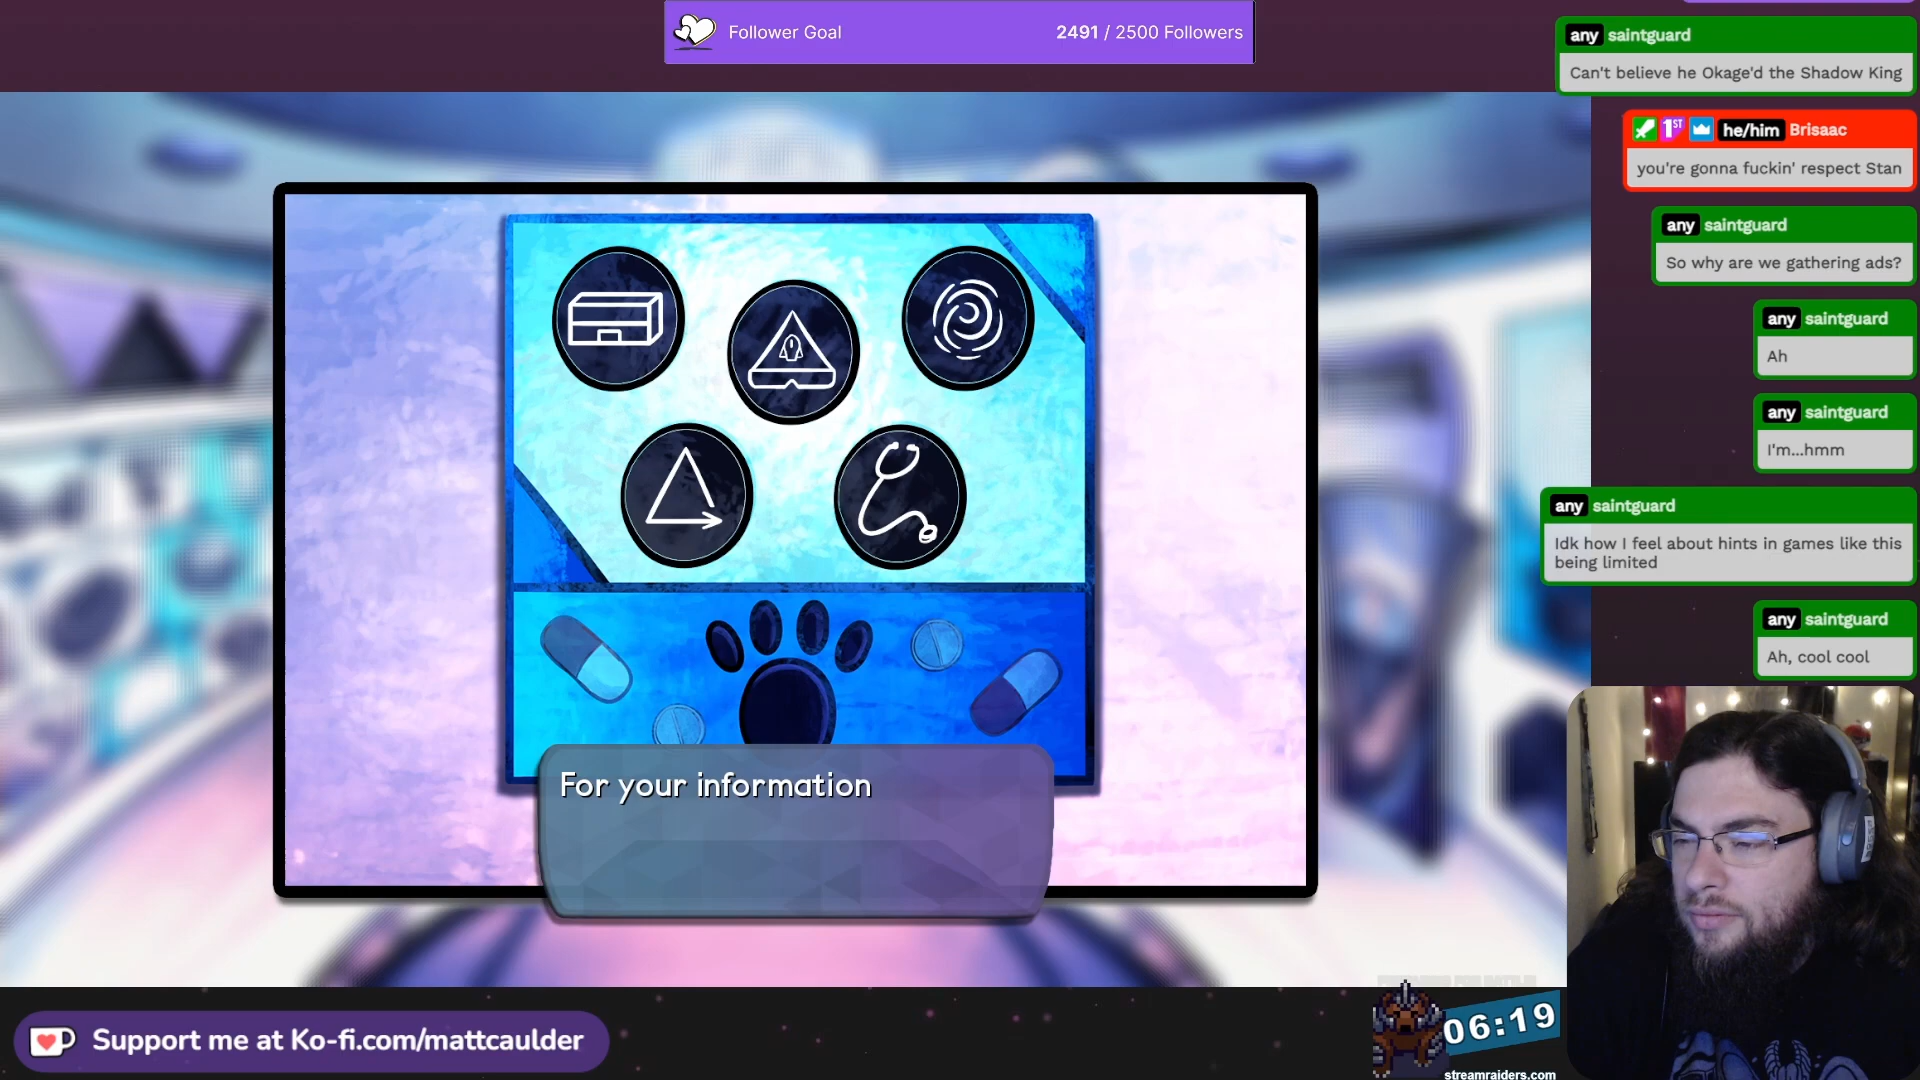 Follower Goal
2491 / 2500 Followers
any saintguard
Can't believe he Okage'd the Shadow King
1ST he/him Brisaac
you're gonna fuckin' respect Stan
any saintguard
So why are we gathering ads?
any saintguard
Ah
any saintguard
I'm...hmm
any saintguard
Idk how I feel about hints in games like this
being limited
any saintguard
Ah, cool cool
For your information
Support me at Ko-fi.com/mattcaulder
06:19
streamraiders.com